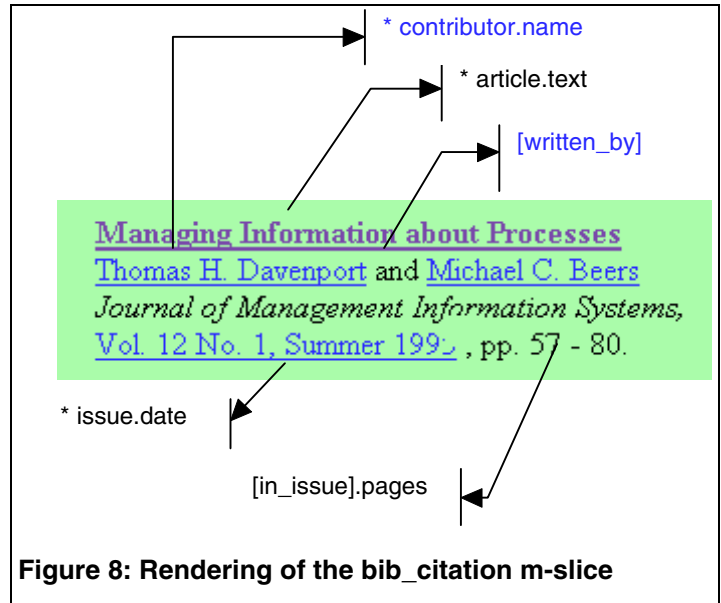 * contributor.name
* article.text
[written_by]
Managing Information about Processes
Thomas H. Davenport and Michael C. Beers
Journal of Management Information Systems,
Vol. 12 No. 1, Summer , pp. 57 - 80.
* issue.date
[in_issue].pages
Figure 8: Rendering of the bib_citation m-slice